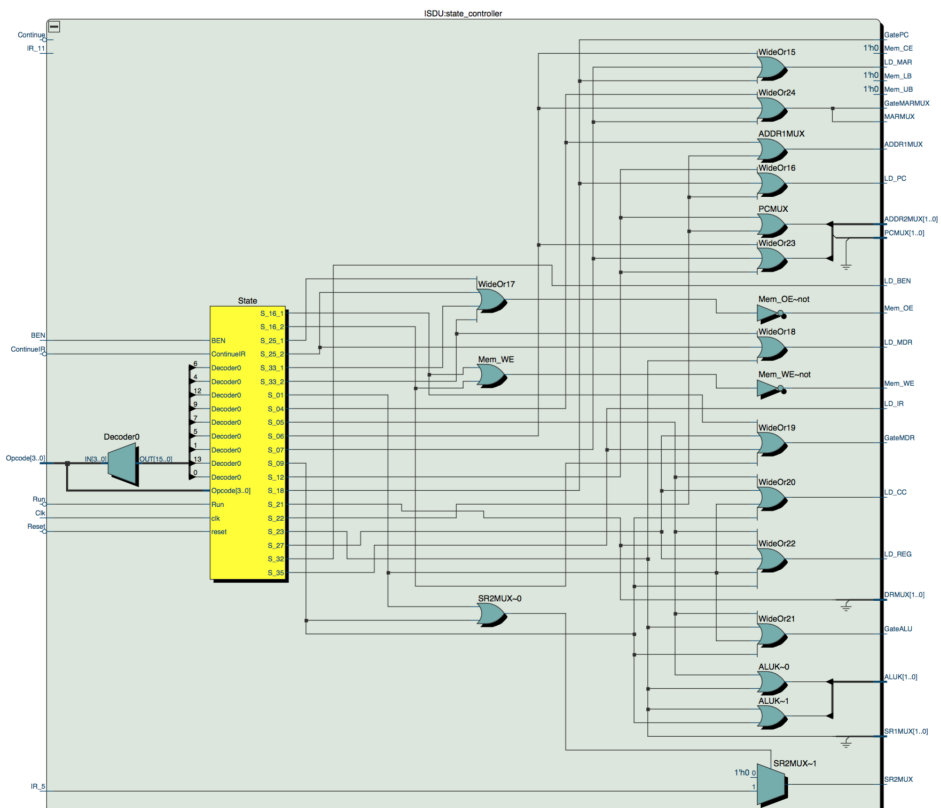 ISDU:state_controller
Continue
IR_11
GatePC
1'h0 Mem_CE
WideOr15
LD_MAR
1'h0 Mem_LB
1'h0 Mem_UB
WideOr24
GateMARMUX
MARMUX
ADDR1MUX
ADDR1MUX
WideOr16
LD_PC
PCMUX
ADDR2MUX[1..0]
PCMUX[1..0]
WideOr23
LD_BEN
WideOr17
State
Mem_OE~not
Mem_OE
S_16_1
S_16_2
WideOr18
BEN
BEN
S_25_1
LD_MDR
ContinueIR
ContinueIR
S_25_2
Mem_WE
6
Decoder0
S_33_1
4
Decoder0
S_33_2
Mem_WE~not
Mem_WE
12
Decoder0
S_01
9
Decoder0
S_04
LD_IR
7
Decoder0
S_05
WideOr19
5
Decoder0
S_06
GateMDR
Decoder0
1
Decoder0
S_07
Opcode[3..0]
IN[3..0]
OUT[15..0]
13
Decoder0
S_09
0
Decoder0
S_12
WideOr20
Opcode[3..0]
S_18
LD_CC
Run
Run
S_21
Clk
clk
S_22
Reset
reset
S_23
S_27
WideOr22
S_32
LD_REG
S_35
SR2MUX~0
DRMUX[1..0]
WideOr21
GateALU
ALUK~0
ALUK[1..0]
ALUK~1
SR1MUX[1..0]
SR2MUX~1
1'h0 0
SR2MUX
IR_5
1